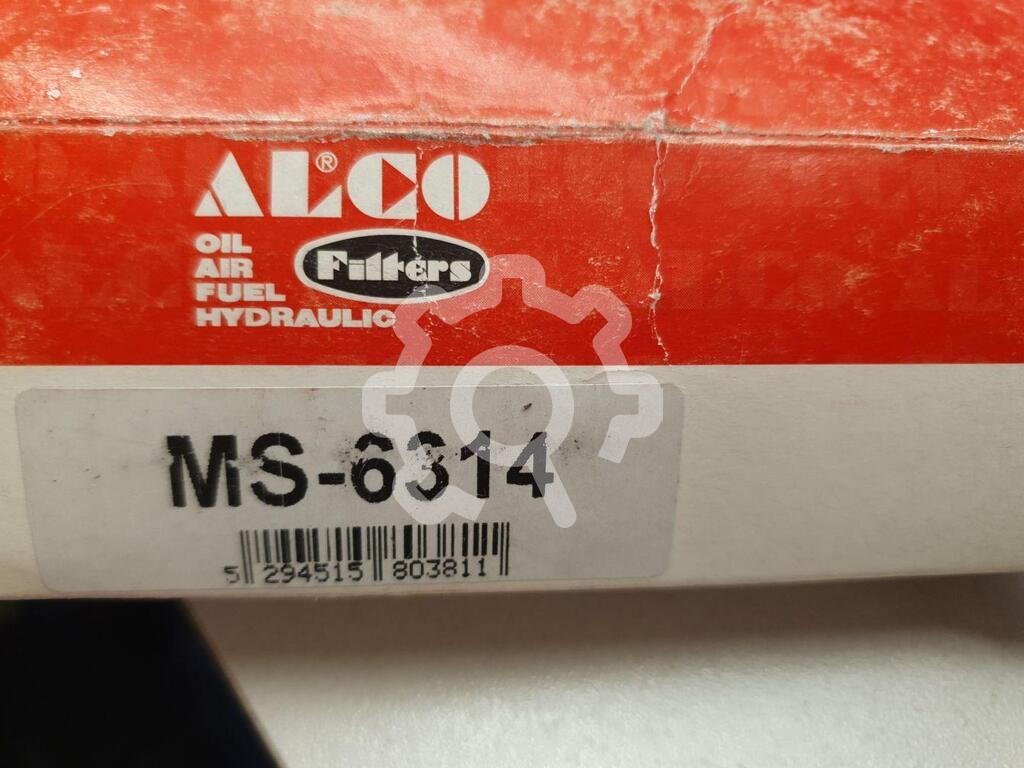 ALCO®
OIL
AIR
FUEL
HYDRAULIC
Filters
MS-6314
5 294515 803811